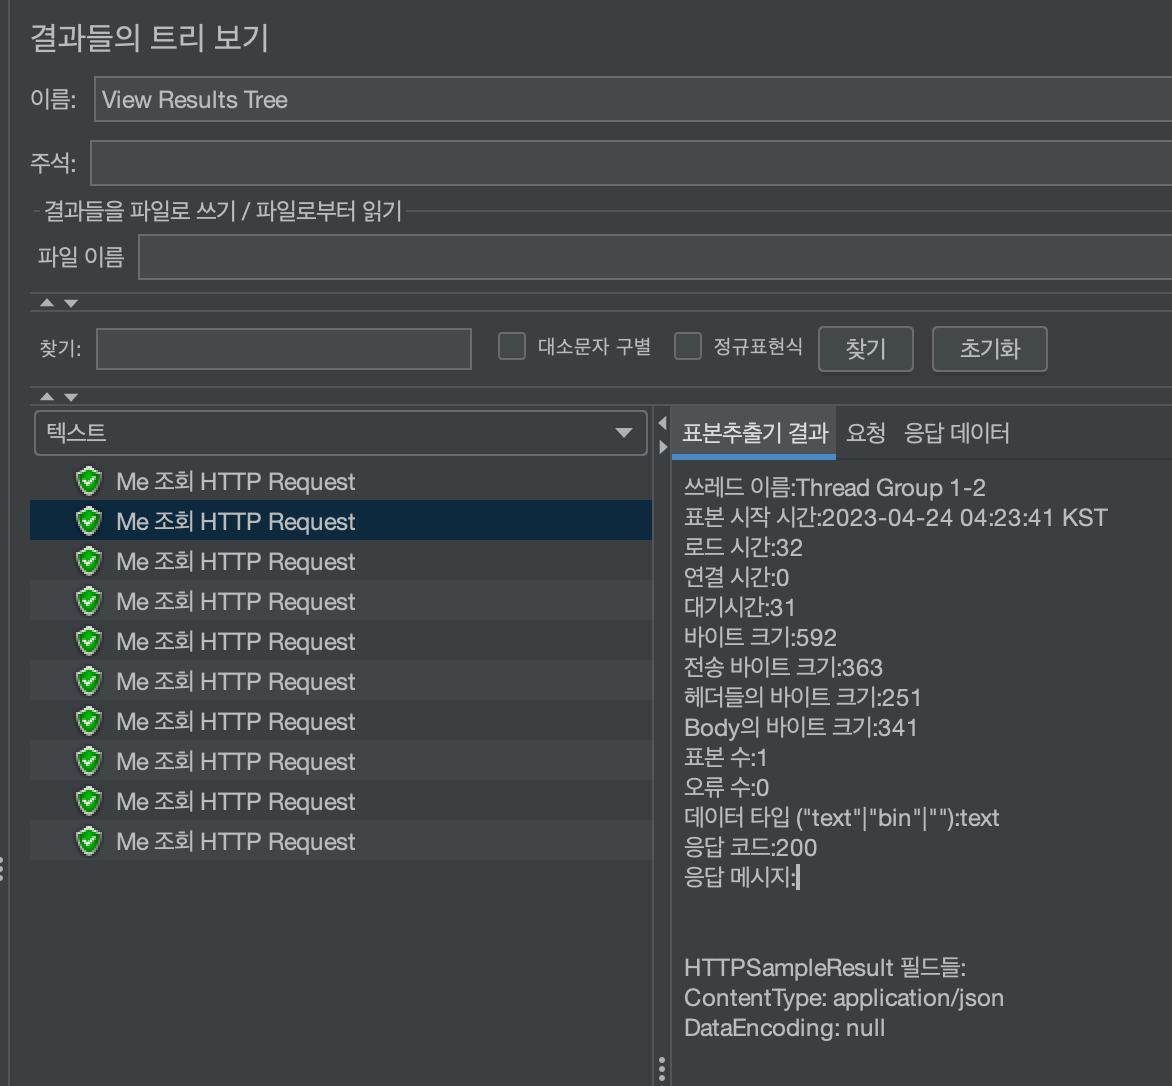 결과들의 트리 보기
이름: View Results Tree
주석:
결과들을 파일로 쓰기 / 파일로부터 읽기
파일 이름
찾기: 대소문자 구별 정규표현식 찾기 초기화
텍스트
Me 조회 HTTP Request
Me 조회 HTTP Request
Me 조회 HTTP Request
Me 조회 HTTP Request
Me 조회 HTTP Request
Me 조회 HTTP Request
Me 조회 HTTP Request
Me 조회 HTTP Request
Me 조회 HTTP Request
Me 조회 HTTP Request
표본추출기 결과 요청 응답 데이터
쓰레드 이름:Thread Group 1-2
표본 시작 시간:2023-04-24 04:23:41 KST
로드 시간:32
연결 시간:0
대기시간:31
바이트 크기:592
전송 바이트 크기:363
헤더들의 바이트 크기:251
Body의 바이트 크기:341
표본 수:1
오류 수:0
데이터 타입 ("text"|"bin"|""):text
응답 코드:200
응답 메시지:
HTTPSampleResult 필드들:
ContentType: application/json
DataEncoding: null